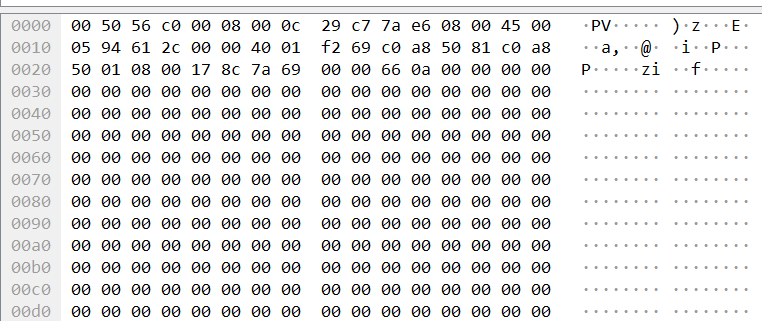 0000 00 50 56 c0 00 08 00 0c 29 c7 7a e6 08 00 45 00 ·PV·····)·z···E·
0010 05 94 61 2c 00 00 40 01 f2 69 c0 a8 50 81 c0 a8 ··a,··@··i··P···
0020 50 01 08 00 17 8c 7a 69 00 00 66 0a 00 00 00 00 P·····zi··f·····
0030 00 00 00 00 00 00 00 00 00 00 00 00 00 00 00 00 ················
0040 00 00 00 00 00 00 00 00 00 00 00 00 00 00 00 00 ················
0050 00 00 00 00 00 00 00 00 00 00 00 00 00 00 00 00 ················
0060 00 00 00 00 00 00 00 00 00 00 00 00 00 00 00 00 ················
0070 00 00 00 00 00 00 00 00 00 00 00 00 00 00 00 00 ················
0080 00 00 00 00 00 00 00 00 00 00 00 00 00 00 00 00 ················
0090 00 00 00 00 00 00 00 00 00 00 00 00 00 00 00 00 ················
00a0 00 00 00 00 00 00 00 00 00 00 00 00 00 00 00 00 ················
00b0 00 00 00 00 00 00 00 00 00 00 00 00 00 00 00 00 ················
00c0 00 00 00 00 00 00 00 00 00 00 00 00 00 00 00 00 ················
00d0 00 00 00 00 00 00 00 00 00 00 00 00 00 00 00 00 ················